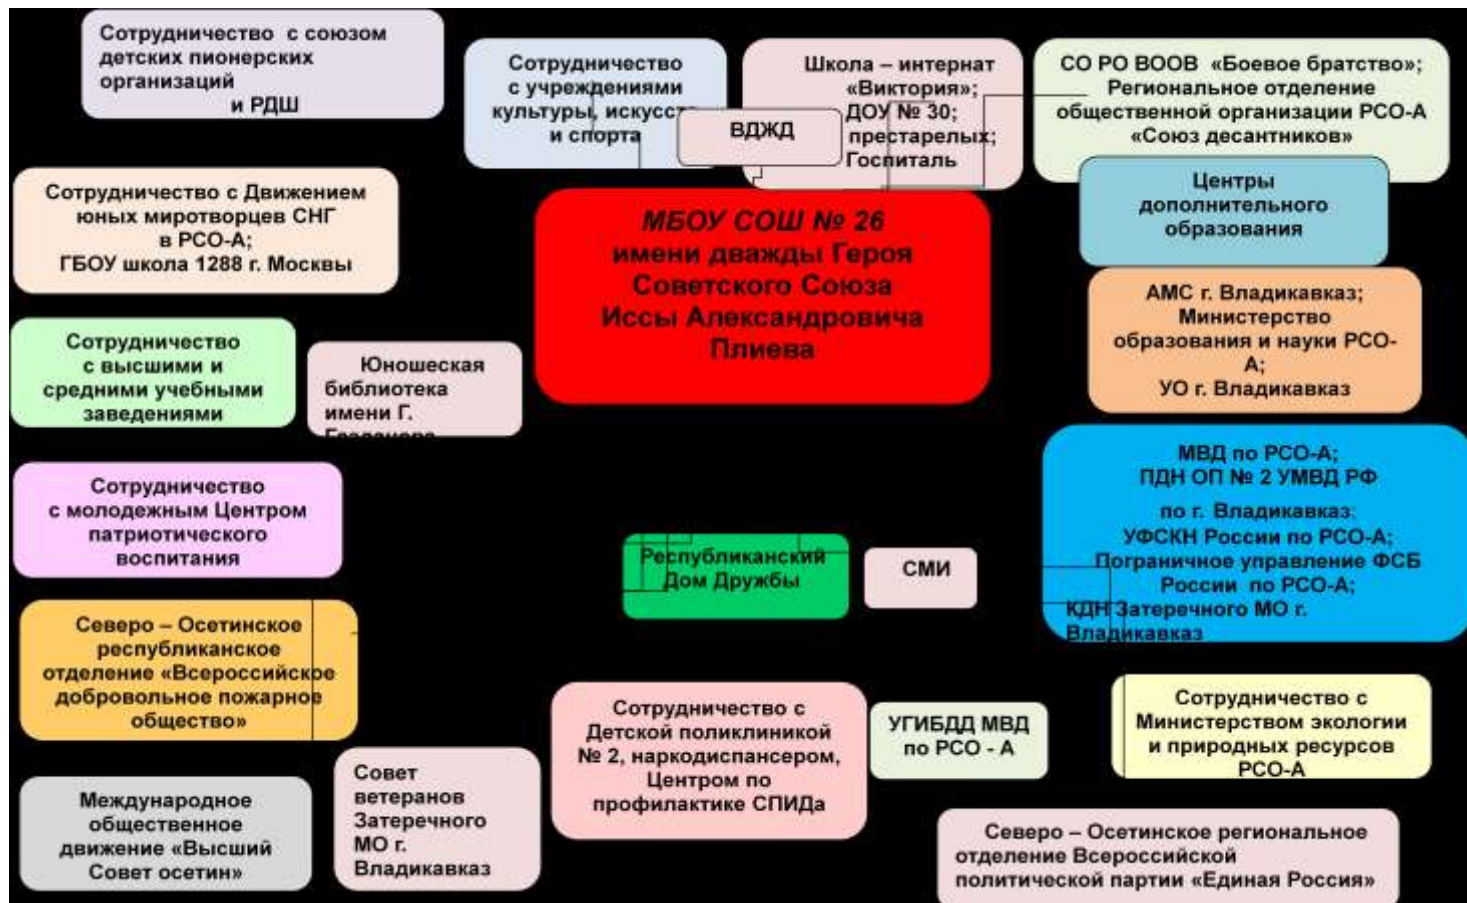 Сотрудничество с союзом
детских пионерских
организаций
и РДШ
Сотрудничество
с учреждениями
культуры, искусств
и спорта
ВДЖД
Школа – интернат
«Виктория»;
ДОУ № 30;
престарелых;
Госпиталь
СО РО ВООВ «Боевое братство»;
Региональное отделение
общественной организации РСО-А
«Союз десантников»
Центры
дополнительного
образования
Сотрудничество с Движением
юных миротворцев СНГ
в РСО-А;
ГБОУ школа 1288 г. Москвы
МБОУ СОШ № 26
имени дважды Героя
Советского Союза
Иссы Александровича
Плиева
АМС г. Владикавказ;
Министерство
образования и науки РСО-
А;
УО г. Владикавказ
Сотрудничество
с высшими и
средними учебными
заведениями
Юношеская
библиотека
имени Г.
Сотрудничество
с молодежным Центром
патриотического
воспитания
МВД по РСО-А;
ПДН ОП № 2 УМВД РФ
по г. Владикавказ;
УФСКН России по РСО-А;
Пограничное управление ФСБ
России по РСО-А;
КДН Затеречного МО г.
Владикавказ
Республиканский
Дом Дружбы
СМИ
Северо – Осетинское
республиканское
отделение «Всероссийское
добровольное пожарное
общество»
Сотрудничество с
Детской поликлиникой
№ 2, наркодиспансером,
Центром по
профилактике СПИДа
УГИБДД МВД
по РСО - А
Сотрудничество с
Министерством экологии
и природных ресурсов
РСО-А
Международное
общественное
движение «Высший
Совет осетин»
Совет
ветеранов
Затеречного
МО г.
Владикавказ
Северо – Осетинское региональное
отделение Всероссийской
политической партии «Единая Россия»